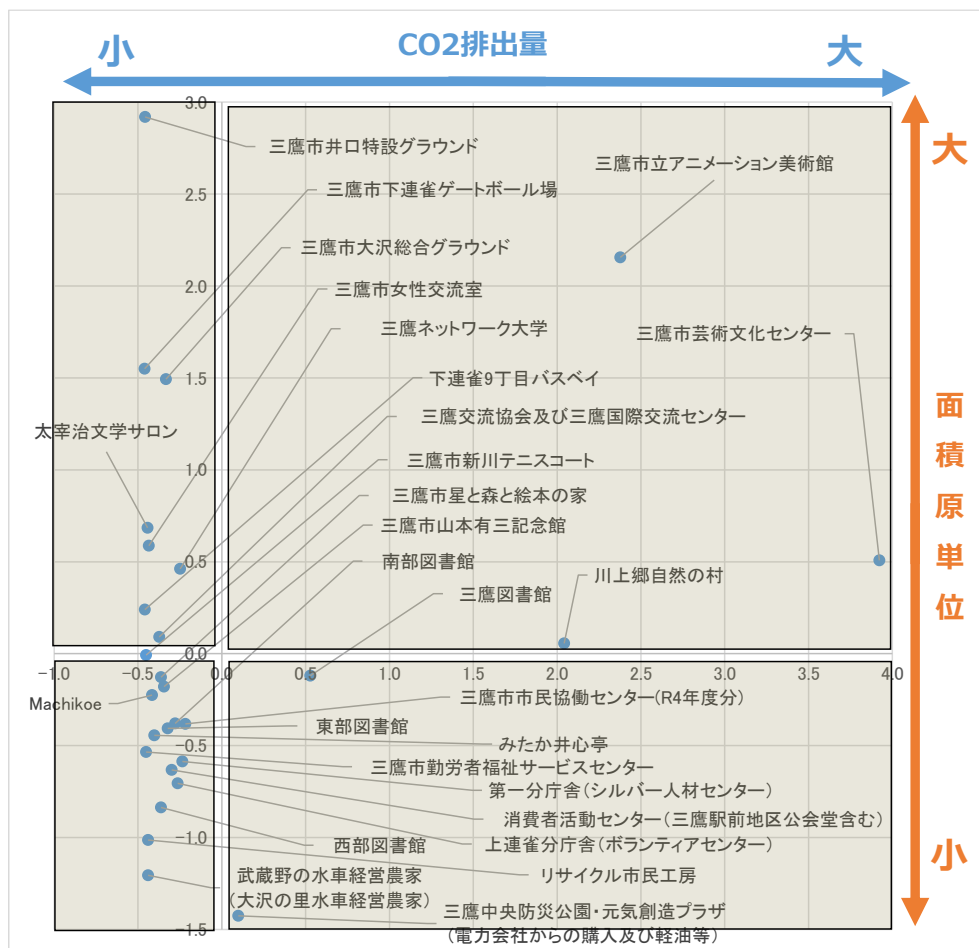 小
CO2排出量
大
3.0
三鷹市井口特設グラウンド
大
三鷹市立アニメーション美術館
三鷹市下連雀ゲートボール場
2.5
三鷹市大沢総合グラウンド
三鷹市女性交流室
2.0
三鷹ネットワーク大学
三鷹市芸術文化センター
1.5
下連雀9丁目バスベイ
面積原単位
三鷹交流協会及び三鷹国際交流センター
太宰治文学サロン
1.0
三鷹市新川テニスコート
三鷹市星と森と絵本の家
三鷹市山本有三記念館
0.5
南部図書館
川上郷自然の村
三鷹図書館
0.0
-1.0
-0.5
0.0
0.5
1.0
1.5
2.0
2.5
3.0
3.5
4.0
Machikoe
三鷹市市民協働センター(R4年度分)
-0.5
東部図書館
みたか井心亭
三鷹市勤労者福祉サービスセンター
第一分庁舎(シルバー人材センター)
消費者活動センター(三鷹駅前地区公会堂含む)
-1.0
西部図書館
上連雀分庁舎(ボランティアセンター)
小
武蔵野の水車経営農家
(大沢の里水車経営農家)
リサイクル市民工房
-1.5
三鷹中央防災公園・元気創造プラザ
(電力会社からの購入及び軽油等)